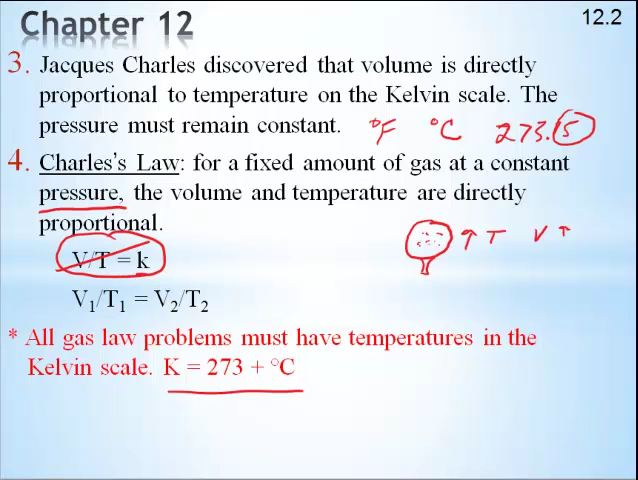 Chapter 12
12.2
3. Jacques Charles discovered that volume is directly
proportional to temperature on the Kelvin scale. The
pressure must remain constant. °F °C 273.15
4. Charles's Law: for a fixed amount of gas at a constant
pressure, the volume and temperature are directly
proportional.
↑ T V ↑
V/T = k
V₁/T₁ = V₂/T₂
* All gas law problems must have temperatures in the
Kelvin scale. K = 273 + °C